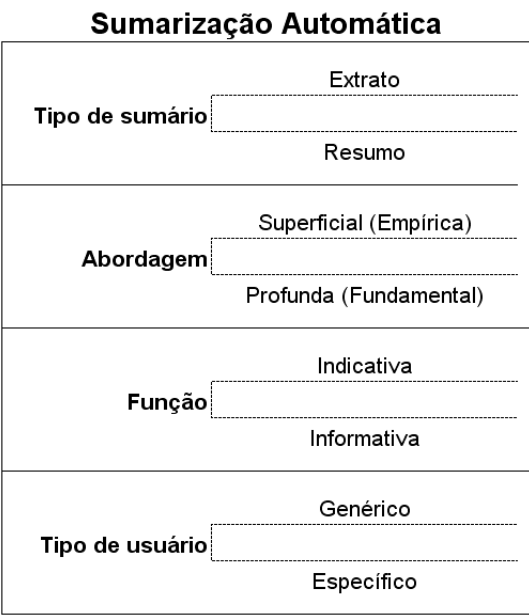 Sumarização Automática
Extrato
Tipo de sumário
Resumo
Superficial (Empírica)
Abordagem
Profunda (Fundamental)
Indicativa
Função
Informativa
Genérico
Tipo de usuário
Específico